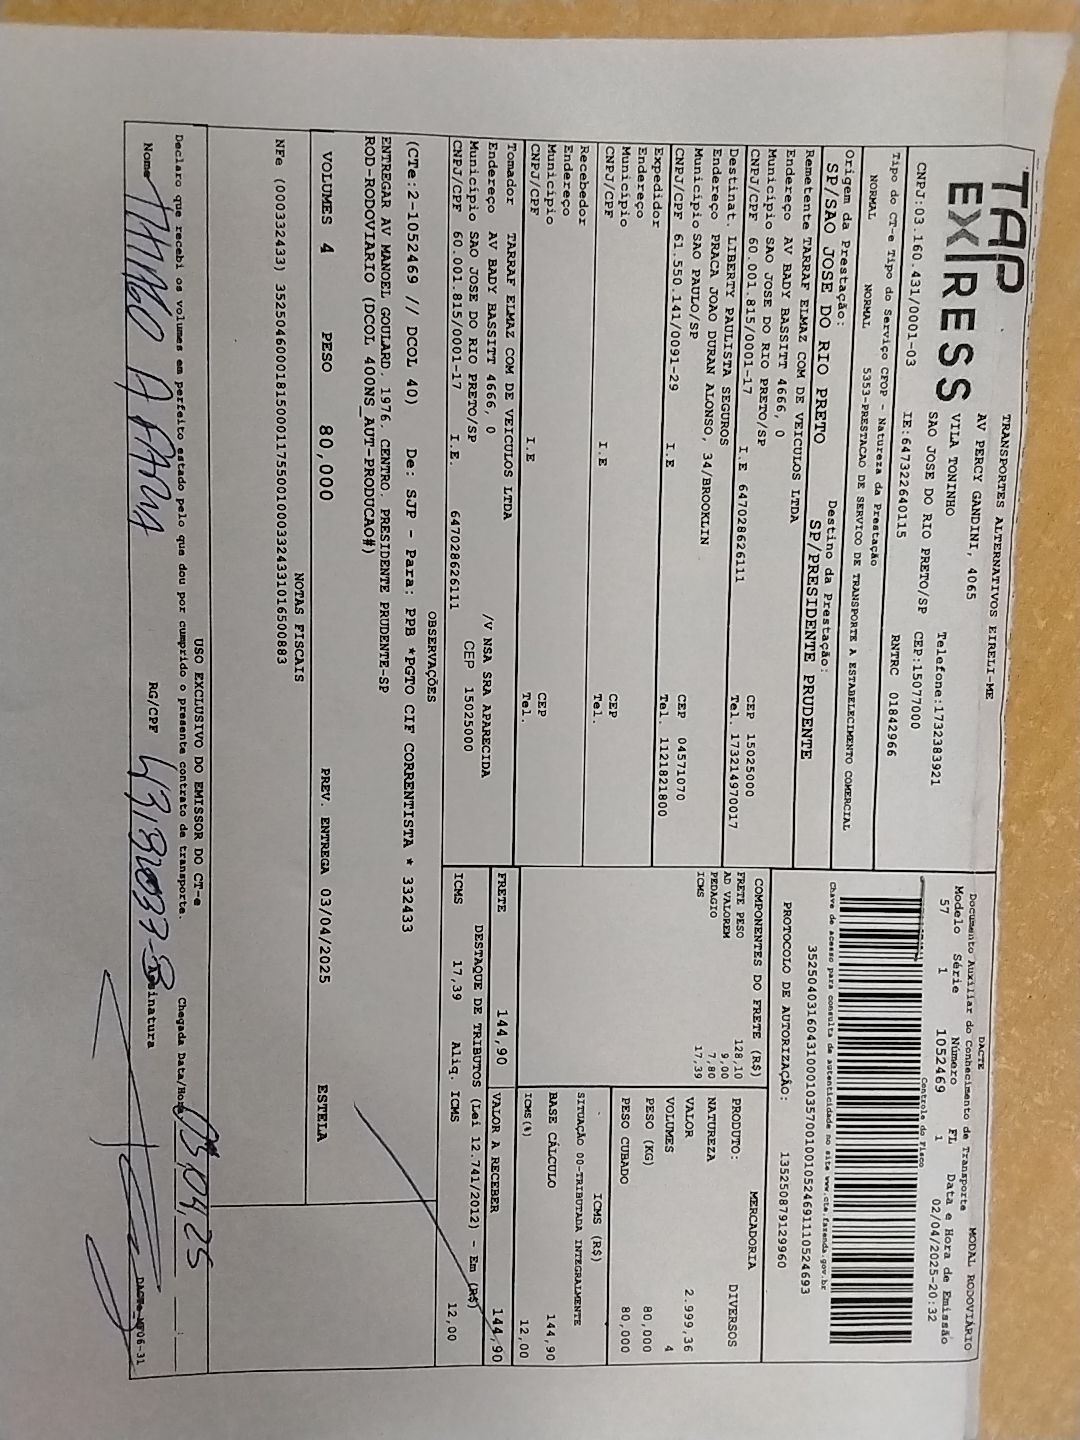 TAP
EXPRESS
TRANSPORTES ALTERNATIVOS EIRELI-ME
AV PERCY GANDINI, 4065
VILA TONINHO
SAO JOSE DO RIO PRETO/SP
Telefone:1732383921
CEP:15077000
CNPJ:03.160.431/0001-03
IE:647322640115
RNTRC 01842966
Tipo do CT-e Tipo do Serviço CFOP - Natureza da Prestação
NORMAL NORMAL 5353-PRESTACAO DE SERVICO DE TRANSPORTE A ESTABELECIMENTO COMERCIAL
Origem da Prestação: Destino da Prestação:
SP/SAO JOSE DO RIO PRETO SP/PRESIDENTE PRUDENTE
DACTE MODAL RODOVIÁRIO
Documento Auxiliar do Conhecimento de Transporte
Modelo Série Número FL Data e Hora de Emissão
57 1 1052469 1 02/04/2025-20:32
Controle do Fisco
Chave de acesso para consulta de autenticidade no site www.cte.fazenda.gov.br
35250403160431000103570010010524691110524693
PROTOCOLO DE AUTORIZAÇÃO: 135250879129960
Remetente TARRAF ELMAZ COM DE VEICULOS LTDA
Endereço AV BADY BASSITT 4666, 0
Município SAO JOSE DO RIO PRETO/SP CEP 15025000
CNPJ/CPF 60.001.815/0001-17 I.E 647028626111 Tel. 173214970017
Destinat. LIBERTY PAULISTA SEGUROS
Endereço PRACA JOAO DURAN ALONSO, 34/BROOKLIN
Município SAO PAULO/SP CEP 04571070
CNPJ/CPF 61.550.141/0091-29 I.E Tel. 1121821800
Expedidor
Endereço
Município CEP
CNPJ/CPF I.E Tel.
Recebedor
Endereço
Município CEP
CNPJ/CPF I.E Tel.
Tomador TARRAF ELMAZ COM DE VEICULOS LTDA
Endereço AV BADY BASSITT 4666, 0 /V NSA SRA APARECIDA
Município SAO JOSE DO RIO PRETO/SP CEP 15025000
CNPJ/CPF 60.001.815/0001-17 I.E. 647028626111
COMPONENTES DO FRETE (R$)
FRETE PESO 128,10
AD VALOREM 9,00
PEDAGIO 7,80
ICMS 17,39
MERCADORIA
PRODUTO: DIVERSOS
NATUREZA
VALOR 2.999,36
VOLUMES 4
PESO (KG) 80,000
PESO CUBADO 80,000
ICMS (R$)
SITUAÇÃO 00-TRIBUTADA INTEGRALMENTE
BASE CÁLCULO 144,90
ICMS(%) 12,00
FRETE 144,90 VALOR A RECEBER 144,90
DESTAQUE DE TRIBUTOS (Lei 12.741/2012) - Em (R$)
ICMS 17,39 Aliq. ICMS 12,00
OBSERVAÇÕES
(CTe:2-1052469 // DCOL 40) De: SJP - Para: PPB *PGTO CIF CORRENTISTA * 332433
ENTREGAR AV MANOEL GOULARD, 1976, CENTRO, PRESIDENTE PRUDENTE-SP
ROD-RODOVIARIO (DCOL 400NS_AUT-PRODUCAO#)
VOLUMES 4 PESO 80,000 PREV. ENTREGA 03/04/2025 ESTELA
NOTAS FISCAIS
NFe (000332433) 35250460001815000117550010003324331016500883
USO EXCLUSIVO DO EMISSOR DO CT-e
Declaro que recebi os volumes em perfeito estado pelo que dou por cumprido o presente contrato de transporte. Chegada Data/Hora 03,04,25
Nome RG/CPF Assinatura
DACTe_MP06-31